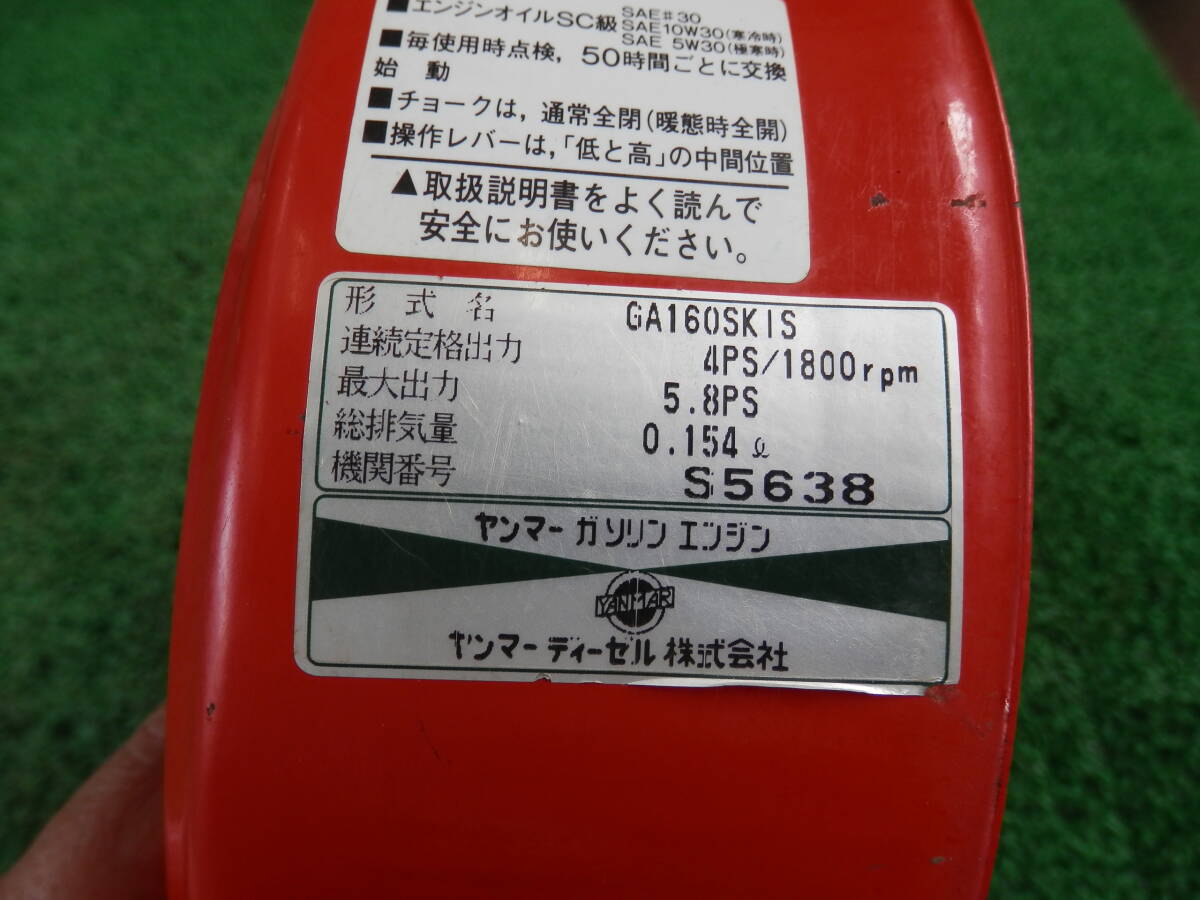 ■エンジンオイルSC級 SAE#30
SAE10W30(寒冷時)
SAE 5W30(極寒時)
■毎使用時点検,50時間ごとに交換
始動
■チョークは,通常全閉(暖態時全開)
■操作レバーは,「低と高」の中間位置
▲取扱説明書をよく読んで
安全にお使いください。
形式名 GA160SKIS
連続定格出力 4PS/1800rpm
最大出力 5.8PS
総排気量 0.154ℓ
機関番号 S5638
ヤンマーガソリンエンジン
YANMAR
ヤンマーディーゼル株式会社